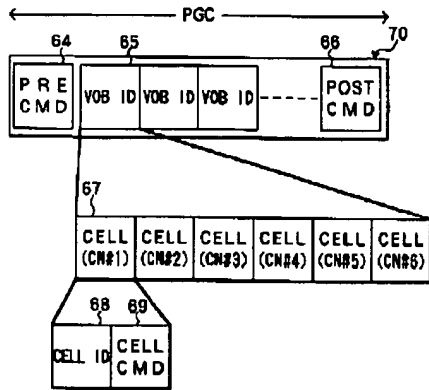 PGC
64 65 66 70
PRE CMD VOB ID VOB ID VOB ID POST CMD
67
CELL (CN#1) CELL (CN#2) CELL (CN#3) CELL (CN#4) CELL (CN#5) CELL (CN#6)
68 69
CELL ID CELL CMD